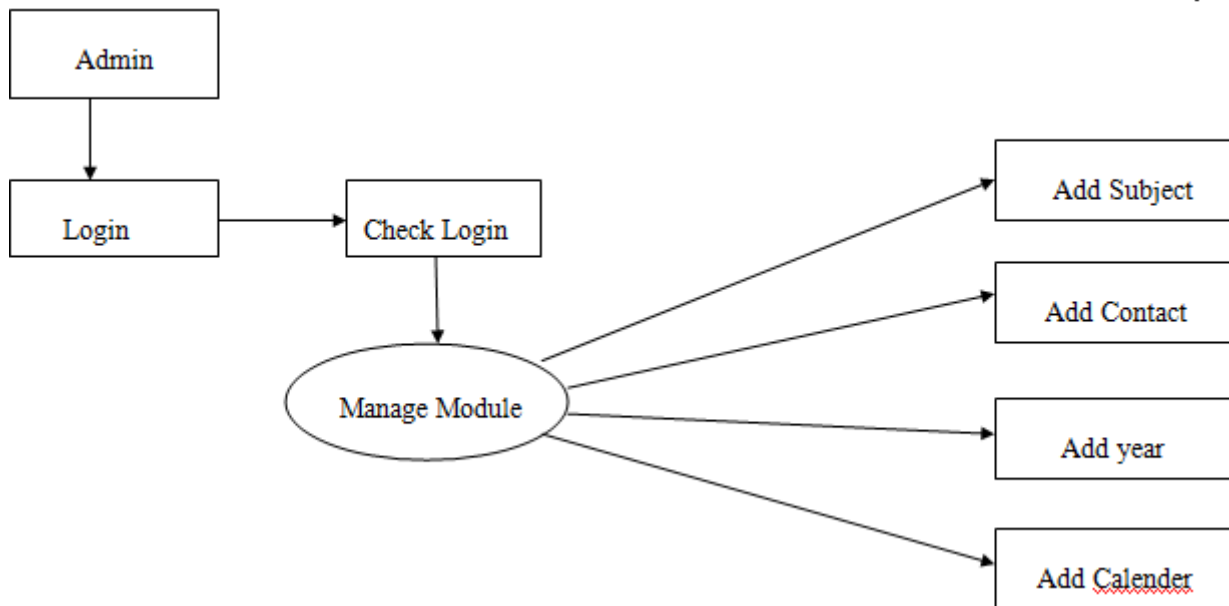 Admin
Login
Check Login
Manage Module
Add Subject
Add Contact
Add year
Add Calender